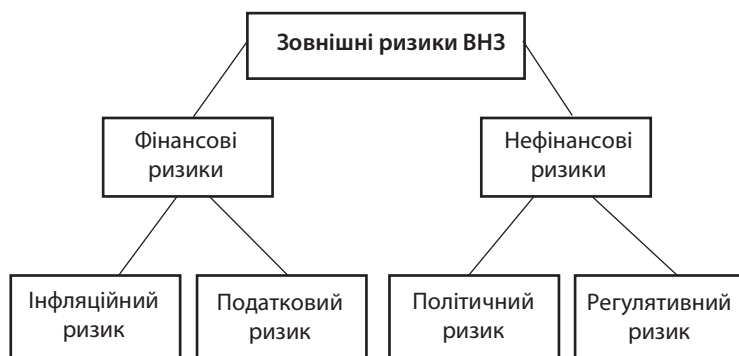 Зовнішні ризики ВНЗ
Фінансові
ризики
Нефінансові
ризики
Інфляційний
ризик
Податковий
ризик
Політичний
ризик
Регулятивний
ризик